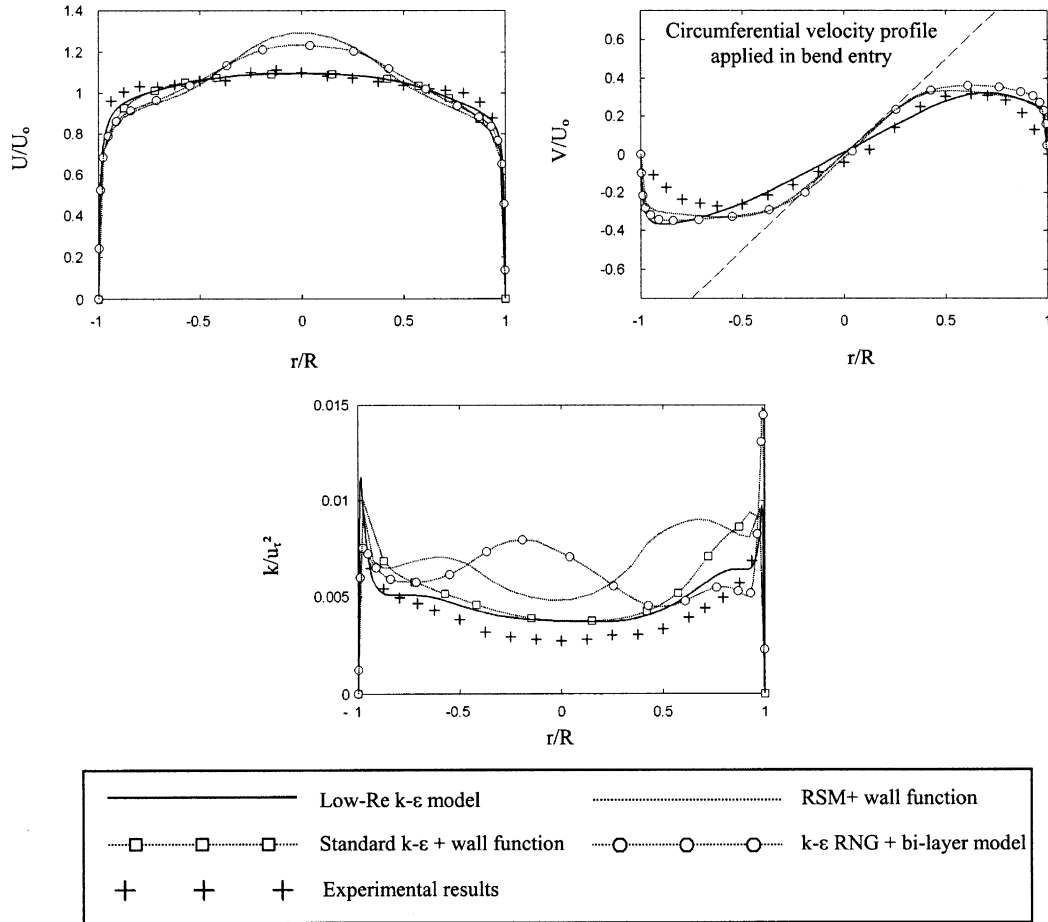 1.4
1.2
1
0.8
0.6
0.4
0.2
0
U/Uo
-1
-0.5
0
0.5
1
r/R
Circumferential velocity profile
applied in bend entry
0.6
0.4
0.2
0
-0.2
-0.4
-0.6
V/Uo
-1
-0.5
0
0.5
1
r/R
0.015
0.01
0.005
0
k/uτ²
- 1
-0.5
0
0.5
1
r/R
Low-Re k-ε model
RSM+ wall function
Standard k-ε + wall function
k-ε RNG + bi-layer model
Experimental results